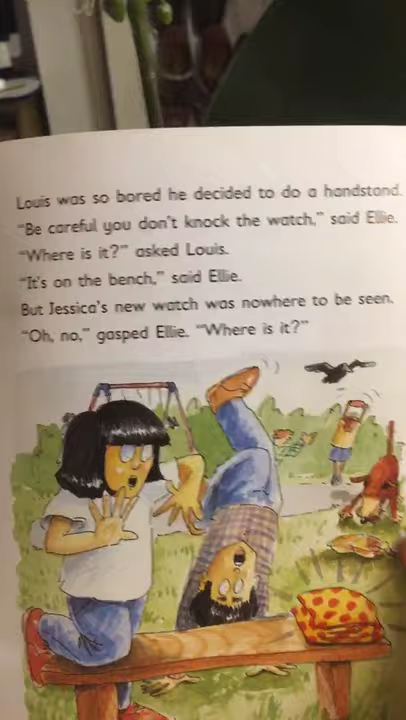 Louis was so bored he decided to do a handstand.
"Be careful you don't knock the watch," said Ellie.
"Where is it?" asked Louis.
"It's on the bench," said Ellie.
But Jessica's new watch was nowhere to be seen.
"Oh, no," gasped Ellie. "Where is it?"